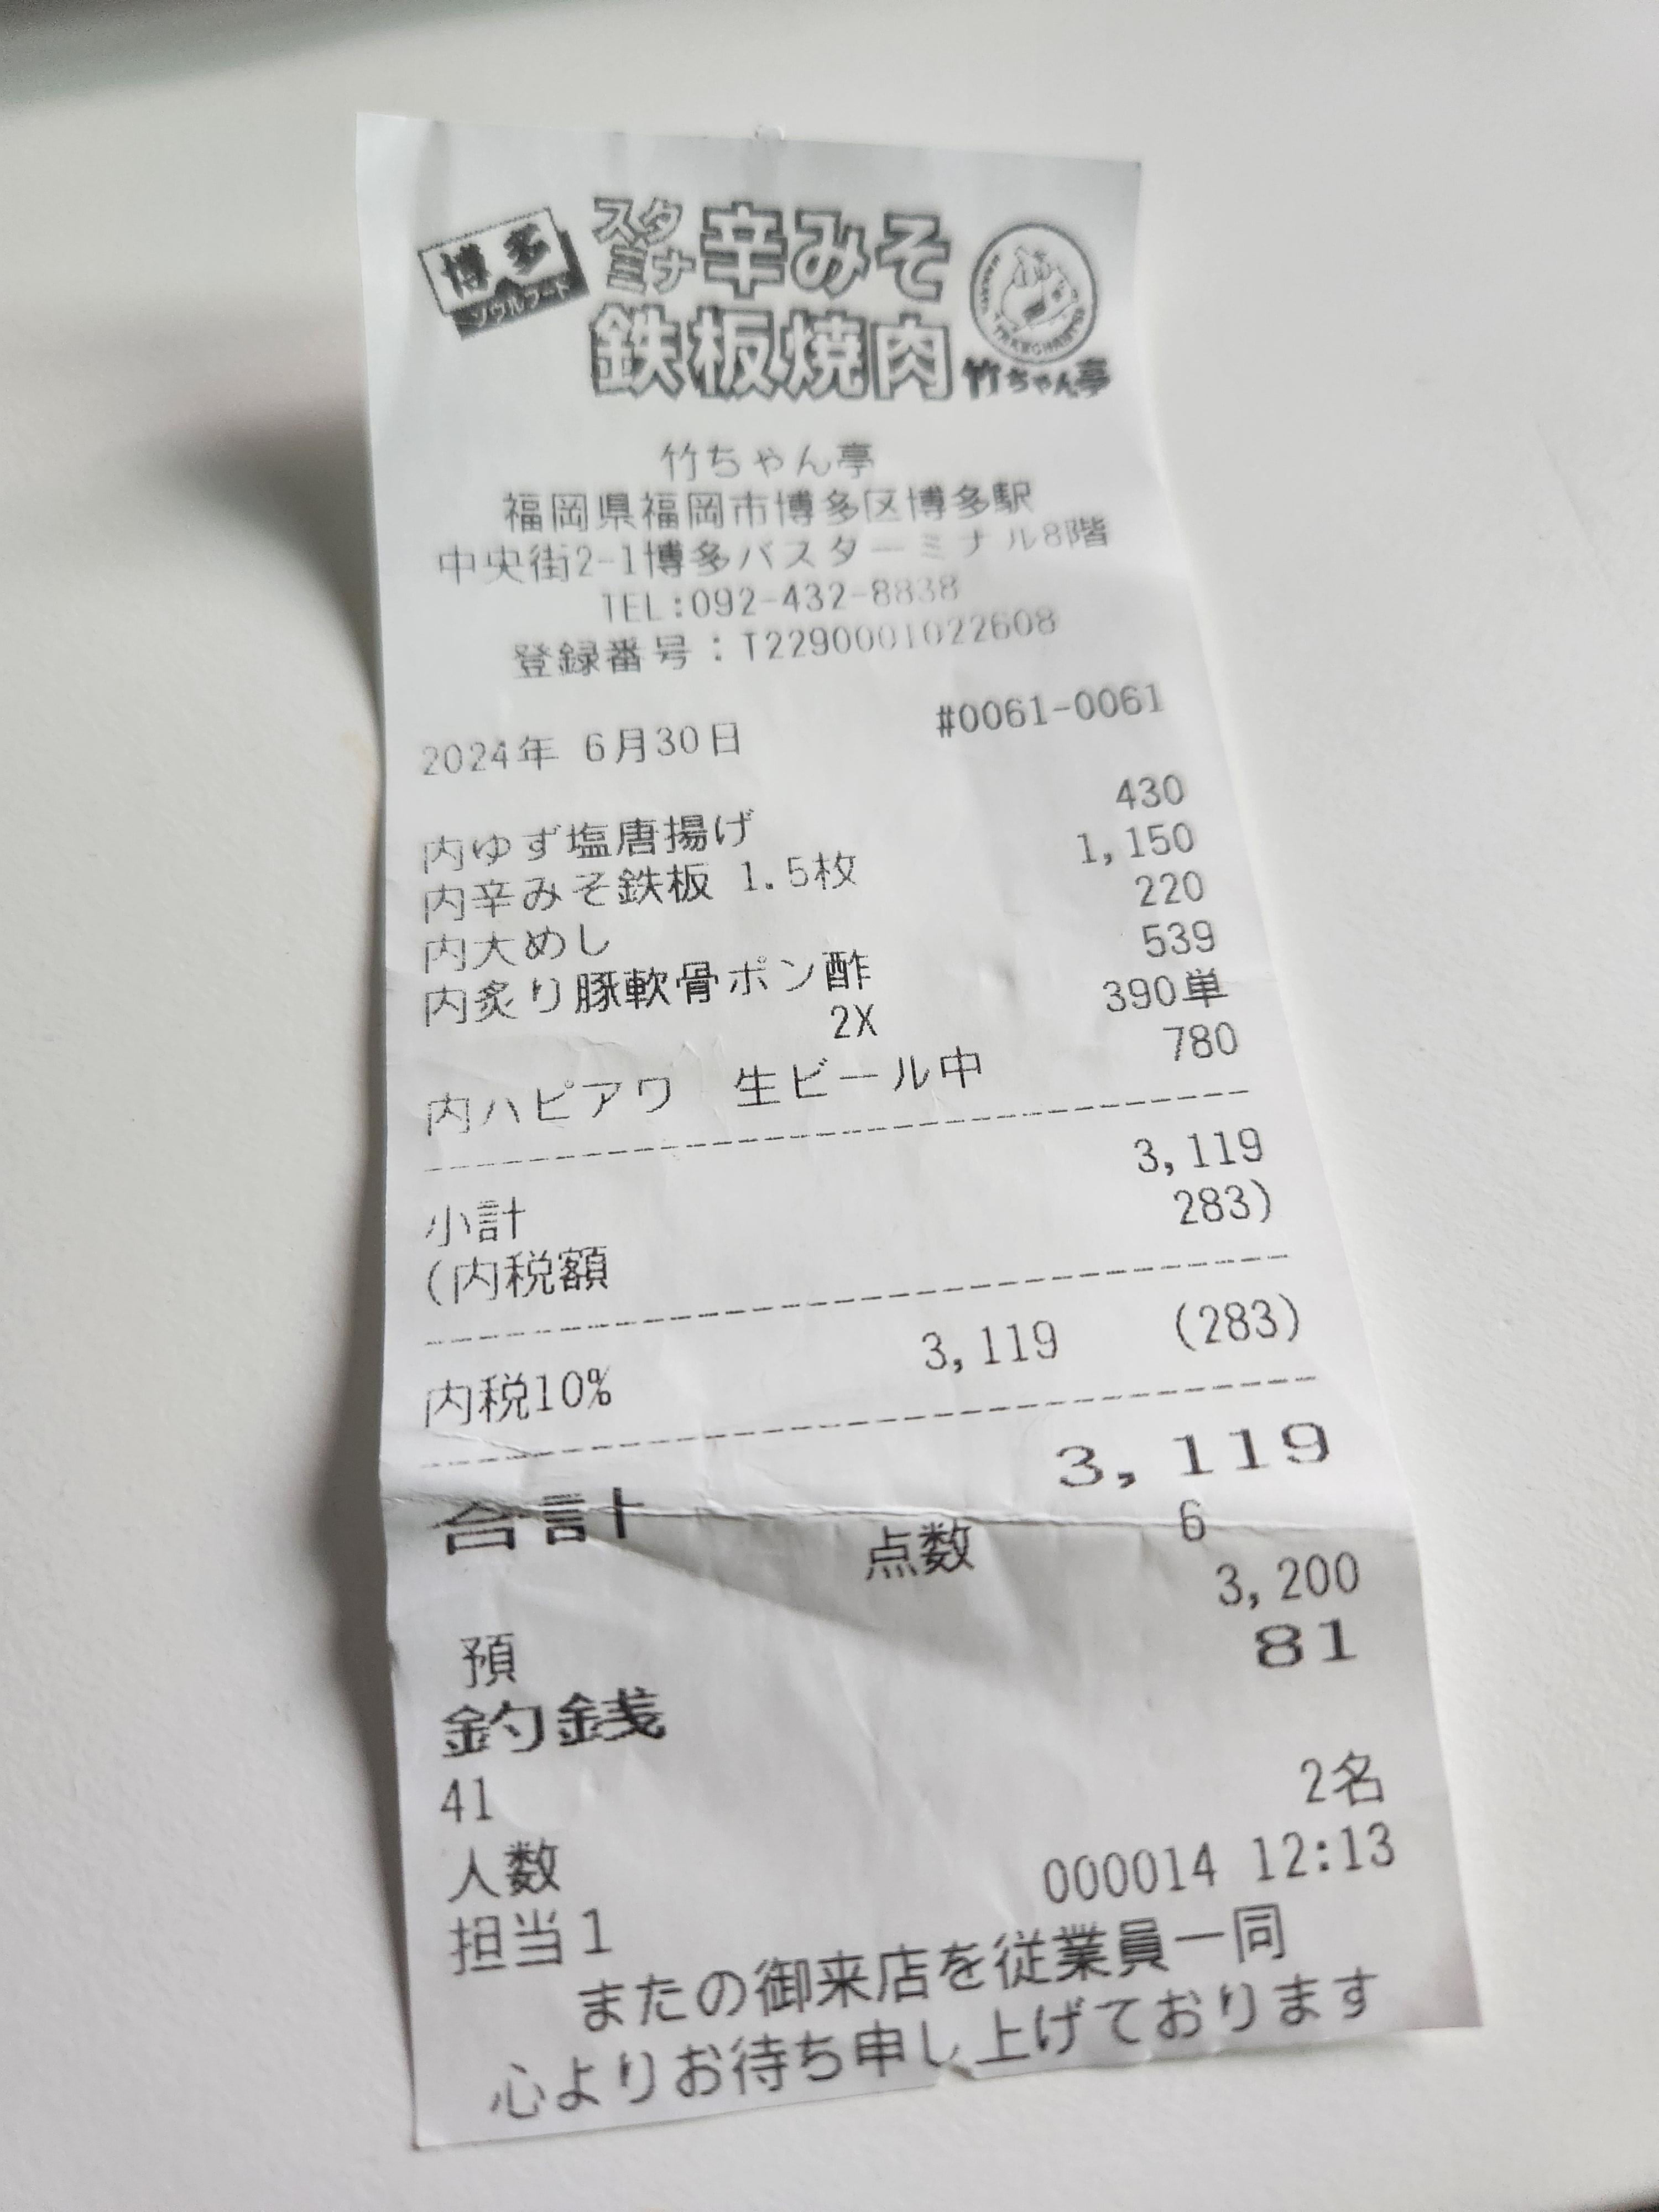 博多
ソウルフード
スタミナ
辛みそ
鉄板焼肉
竹ちゃん亭
竹ちゃん亭
福岡県福岡市博多区博多駅
中央街2-1博多バスターミナル8階
TEL:092-432-8838
登録番号：T2290001022608
2024年 6月30日 #0061-0061
内ゆず塩唐揚げ 430
内辛みそ鉄板 1.5枚 1,150
内大めし 220
内炙り豚軟骨ポン酢 539
2X 390単
内ハピアワ 生ビール中 780
小計 3,119
(内税額 283)
内税10% 3,119 (283)
合計 3,119
点数 6
預 3,200
釣銭 81
41
人数 2名
担当1 000014 12:13
またの御来店を従業員一同
心よりお待ち申し上げております